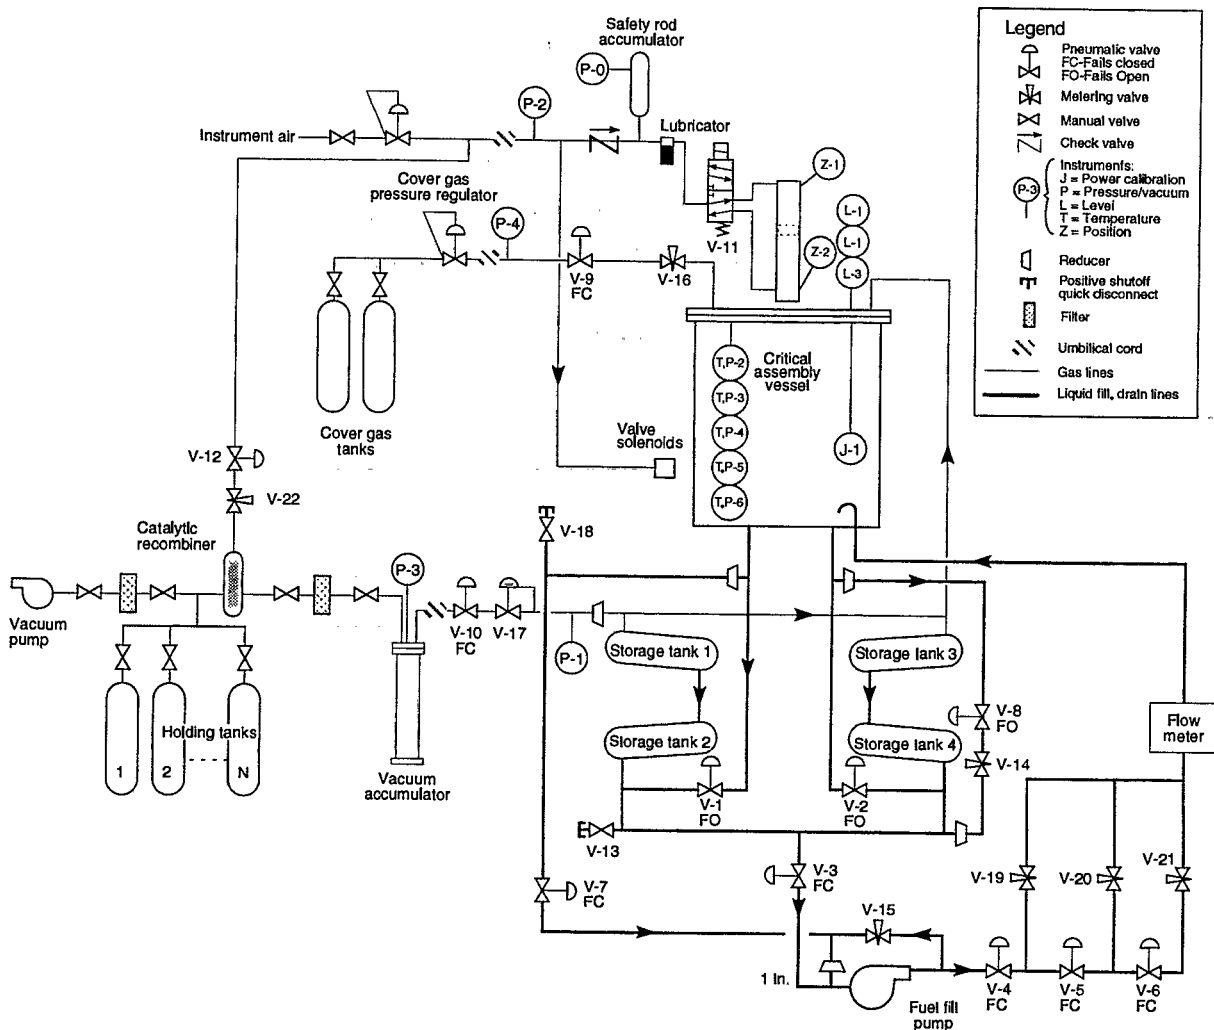 Safety rod
accumulator
P-0
P-2
Instrument air
Lubricator
Z-1
Cover gas
pressure regulator
P-4
V-11
L-1
L-1
L-3
Z-2
V-9
FC
V-16
T,P-2
T,P-3
T,P-4
T,P-5
T,P-6
Critical
assembly
vessel
J-1
Cover gas
tanks
Valve
solenoids
V-12
V-22
Catalytic
recombiner
V-18
P-3
Vacuum
pump
V-10
FC
V-17
P-1
Storage tank 1
Storage tank 3
Storage tank 2
Storage tank 4
Holding tanks
1
2
N
Vacuum
accumulator
V-8
FO
V-14
Flow
meter
V-1
FO
V-2
FO
V-13
V-7
FC
V-3
FC
V-15
V-19
V-20
V-21
1 in.
Fuel fill
pump
V-4
FC
V-5
FC
V-6
FC
Legend
Pneumatic valve
FC-Fails closed
FO-Fails Open
Metering valve
Manual valve
Check valve
P-3
Instruments:
J = Power calibration
P = Pressure/vacuum
L = Level
T = Temperature
Z = Position
Reducer
Positive shutoff
quick disconnect
Filter
Umbilical cord
Gas lines
Liquid fill, drain lines